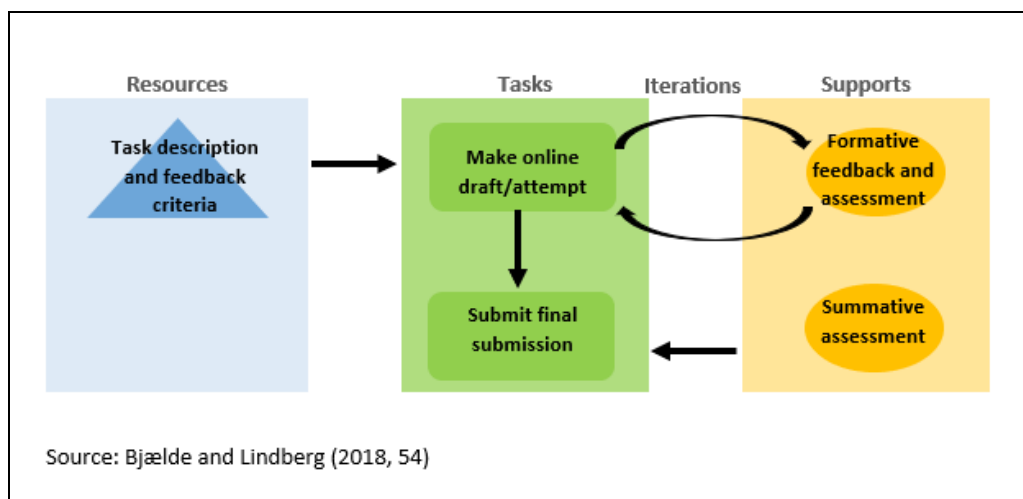 Resources
Tasks
Iterations
Supports
Task description
and feedback
criteria
Make online
draft/attempt
Formative
feedback and
assessment
Submit final
submission
Summative
assessment
Source: Bjælde and Lindberg (2018, 54)